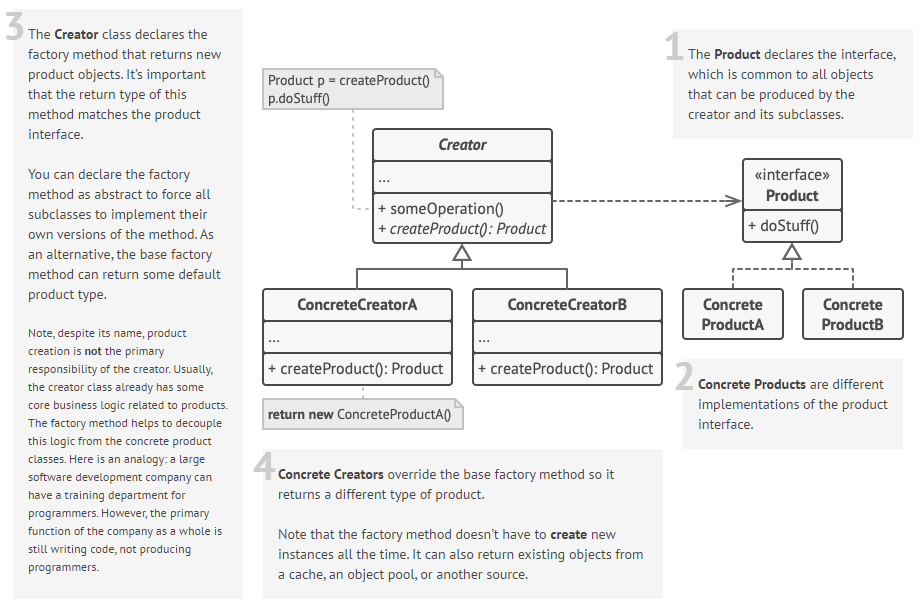 3
The Creator class declares the
factory method that returns new
product objects. It's important
that the return type of this
method matches the product
interface.
You can declare the factory
method as abstract to force all
subclasses to implement their
own versions of the method. As
an alternative, the base factory
method can return some default
product type.
Note, despite its name, product
creation is not the primary
responsibility of the creator. Usually,
the creator class already has some
core business logic related to products.
The factory method helps to decouple
this logic from the concrete product
classes. Here is an analogy: a large
software development company can
have a training department for
programmers. However, the primary
function of the company as a whole is
still writing code, not producing
programmers.
Product p = createProduct()
p.doStuff()
Creator
...
+ someOperation()
+ createProduct(): Product
ConcreteCreatorA
...
+ createProduct(): Product
ConcreteCreatorB
...
+ createProduct(): Product
return new ConcreteProductA()
1
The Product declares the interface,
which is common to all objects
that can be produced by the
creator and its subclasses.
«interface»
Product
+ doStuff()
Concrete
ProductA
Concrete
ProductB
2
Concrete Products are different
implementations of the product
interface.
4
Concrete Creators override the base factory method so it
returns a different type of product.
Note that the factory method doesn't have to create new
instances all the time. It can also return existing objects from
a cache, an object pool, or another source.